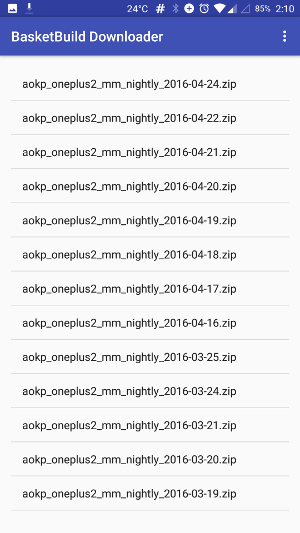 24°C # 85% 2:10
BasketBuild Downloader
aokp_oneplus2_mm_nightly_2016-04-24.zip
aokp_oneplus2_mm_nightly_2016-04-22.zip
aokp_oneplus2_mm_nightly_2016-04-21.zip
aokp_oneplus2_mm_nightly_2016-04-20.zip
aokp_oneplus2_mm_nightly_2016-04-19.zip
aokp_oneplus2_mm_nightly_2016-04-18.zip
aokp_oneplus2_mm_nightly_2016-04-17.zip
aokp_oneplus2_mm_nightly_2016-04-16.zip
aokp_oneplus2_mm_nightly_2016-03-25.zip
aokp_oneplus2_mm_nightly_2016-03-24.zip
aokp_oneplus2_mm_nightly_2016-03-21.zip
aokp_oneplus2_mm_nightly_2016-03-20.zip
aokp_oneplus2_mm_nightly_2016-03-19.zip